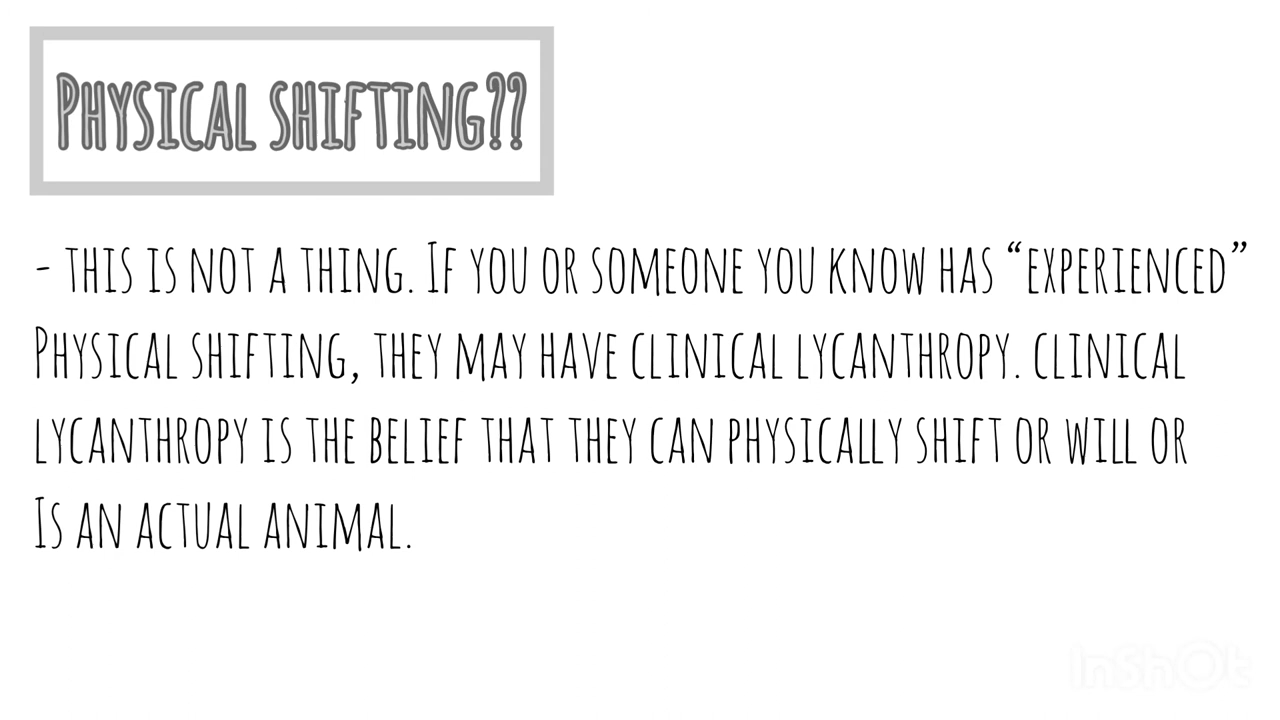 Physical shifting??
- this is not a thing. If you or someone you know has “experienced”
Physical shifting, they may have clinical lycanthropy. clinical
lycanthropy is the belief that they can physically shift or will or
Is an actual animal.
InShOt